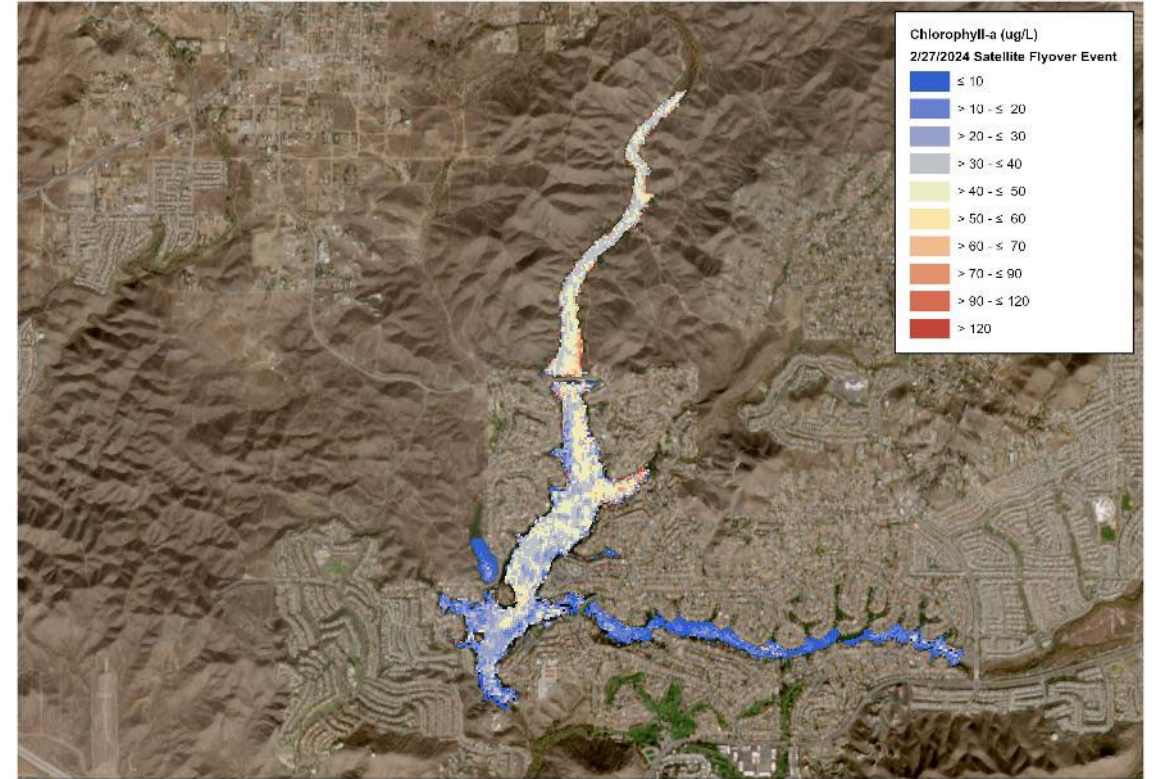 Chlorophyll-a (ug/L)
2/27/2024 Satellite Flyover Event
≤ 10
> 10 - ≤ 20
> 20 - ≤ 30
> 30 - ≤ 40
> 40 - ≤ 50
> 50 - ≤ 60
> 60 - ≤ 70
> 70 - ≤ 90
> 90 - ≤ 120
> 120